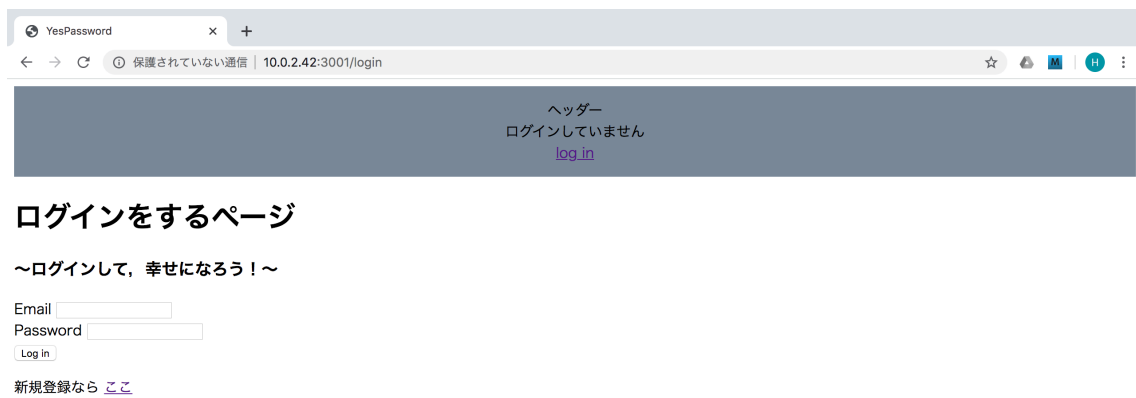 YesPassword
保護されていない通信 | 10.0.2.42:3001/login
M
H
ヘッダー
ログインしていません
log in
ログインをするページ
〜ログインして，幸せになろう！〜
Email
Password
Log in
新規登録なら ここ